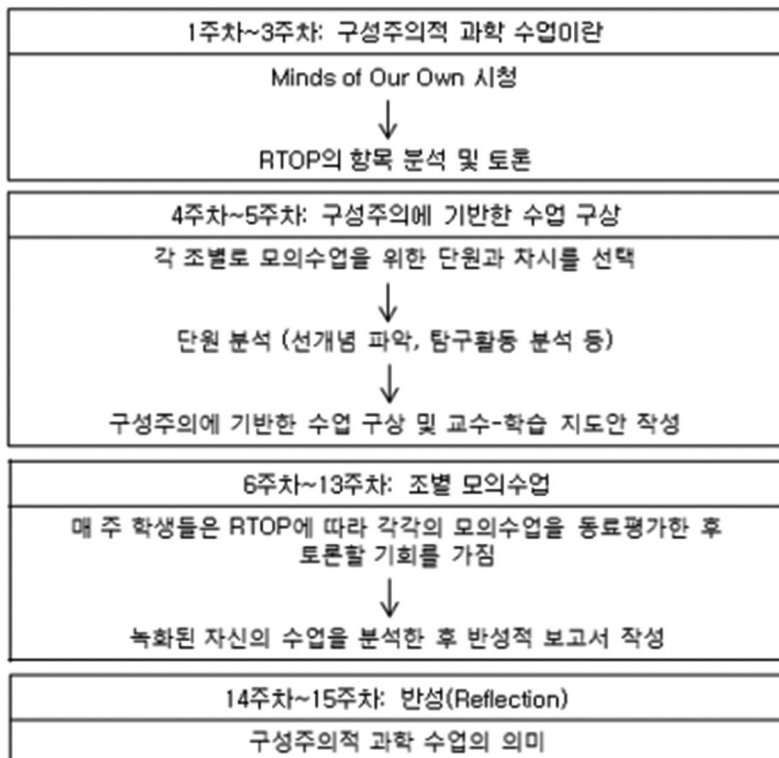 1주차~3주차: 구성주의적 과학 수업이란
Minds of Our Own 시청
RTOP의 항목 분석 및 토론
4주차~5주차: 구성주의에 기반한 수업 구상
각 조별로 모의수업을 위한 단원과 차시를 선택
단원 분석 (선개념 파악, 탐구활동 분석 등)
구성주의에 기반한 수업 구상 및 교수-학습 지도안 작성
6주차~13주차: 조별 모의수업
매 주 학생들은 RTOP에 따라 각각의 모의수업을 동료평가한 후
토론할 기회를 가짐
녹화된 자신의 수업을 분석한 후 반성적 보고서 작성
14주차~15주차: 반성(Reflection)
구성주의적 과학 수업의 의미